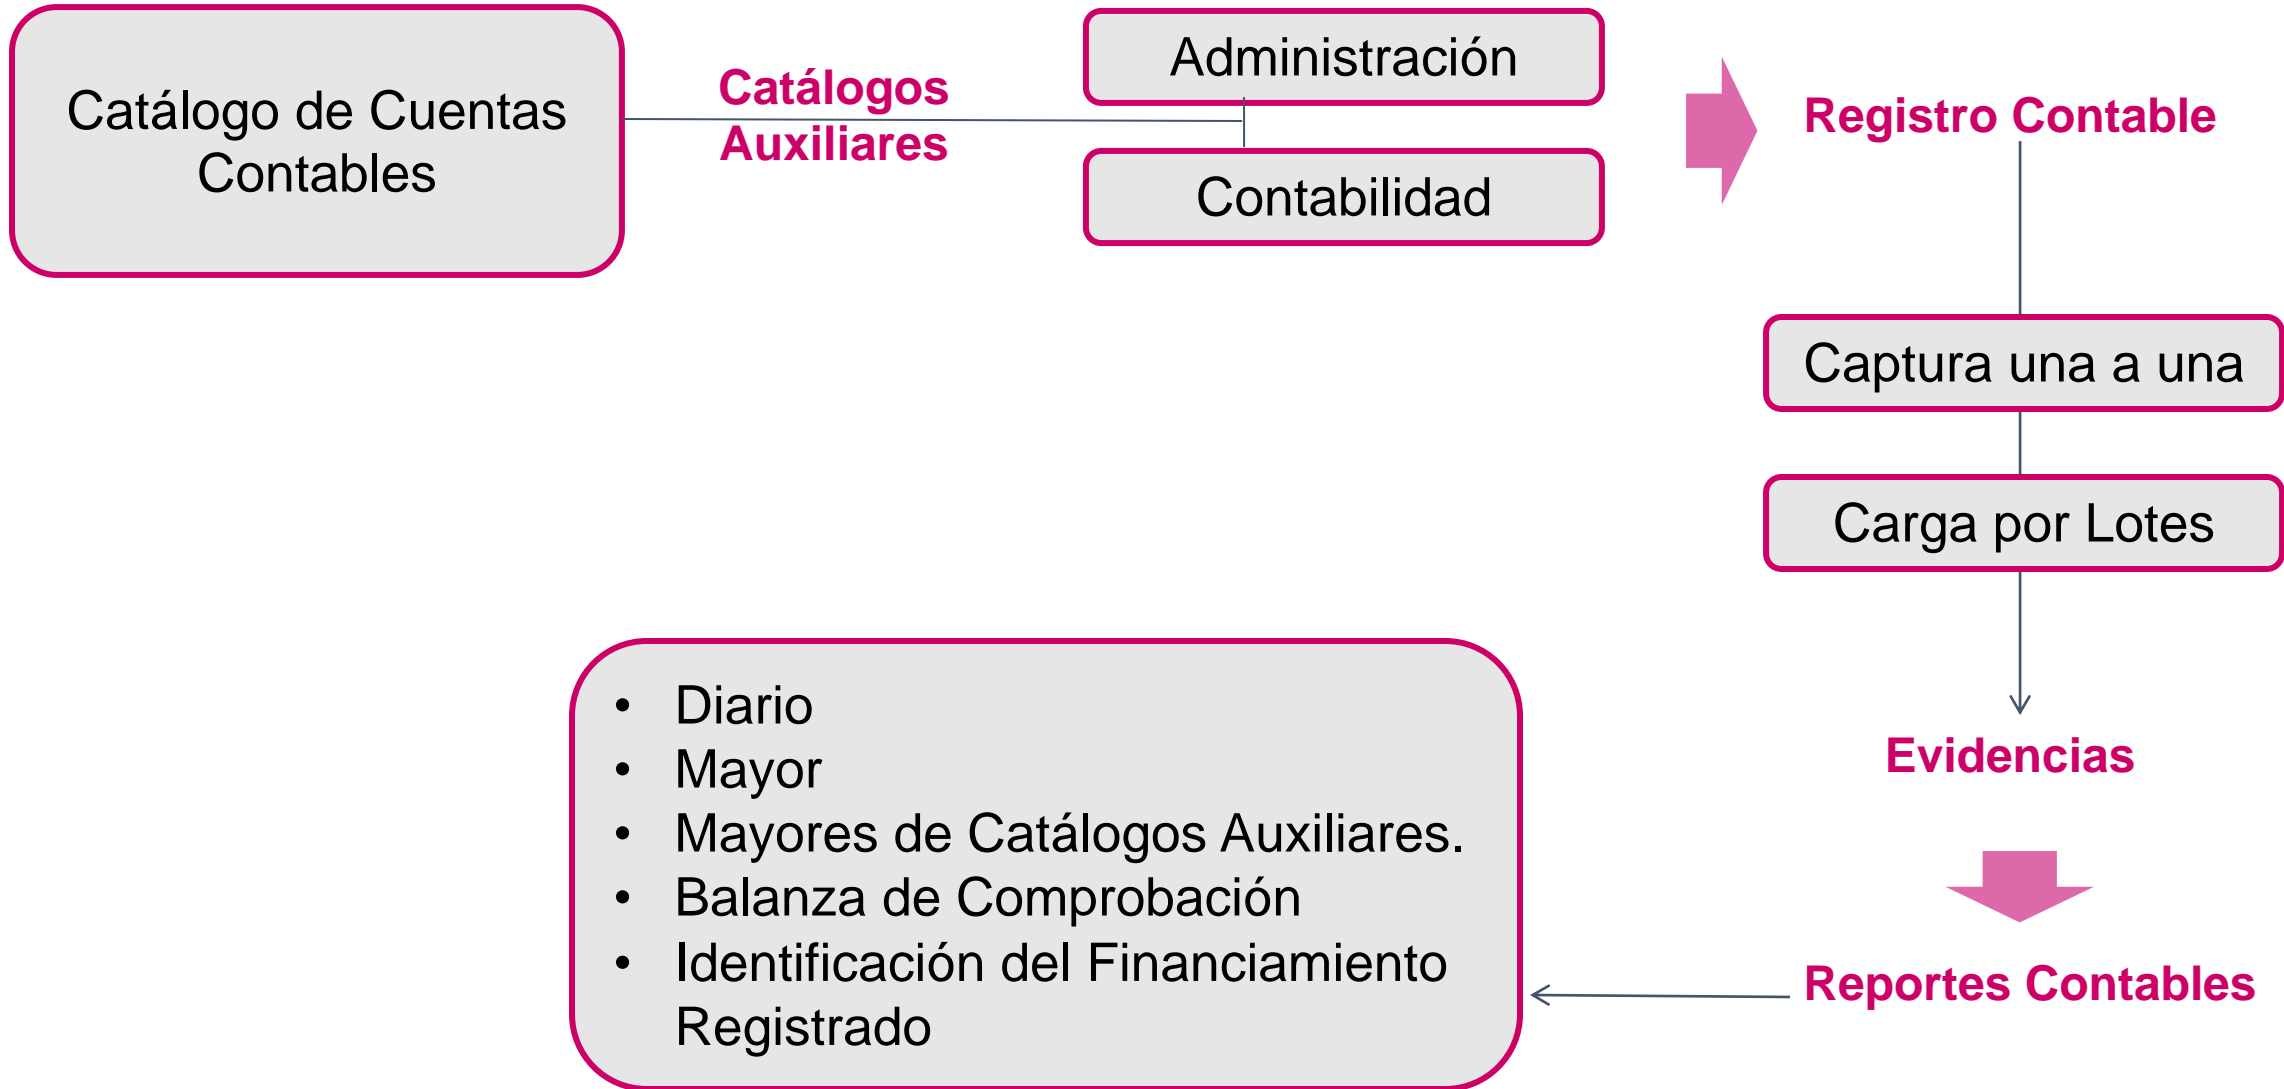 Catálogo de Cuentas
Contables
Catálogos
Auxiliares
Administración
Contabilidad
Registro Contable
Captura una a una
Carga por Lotes
Evidencias
Reportes Contables
• Diario
• Mayor
• Mayores de Catálogos Auxiliares.
• Balanza de Comprobación
• Identificación del Financiamiento
Registrado